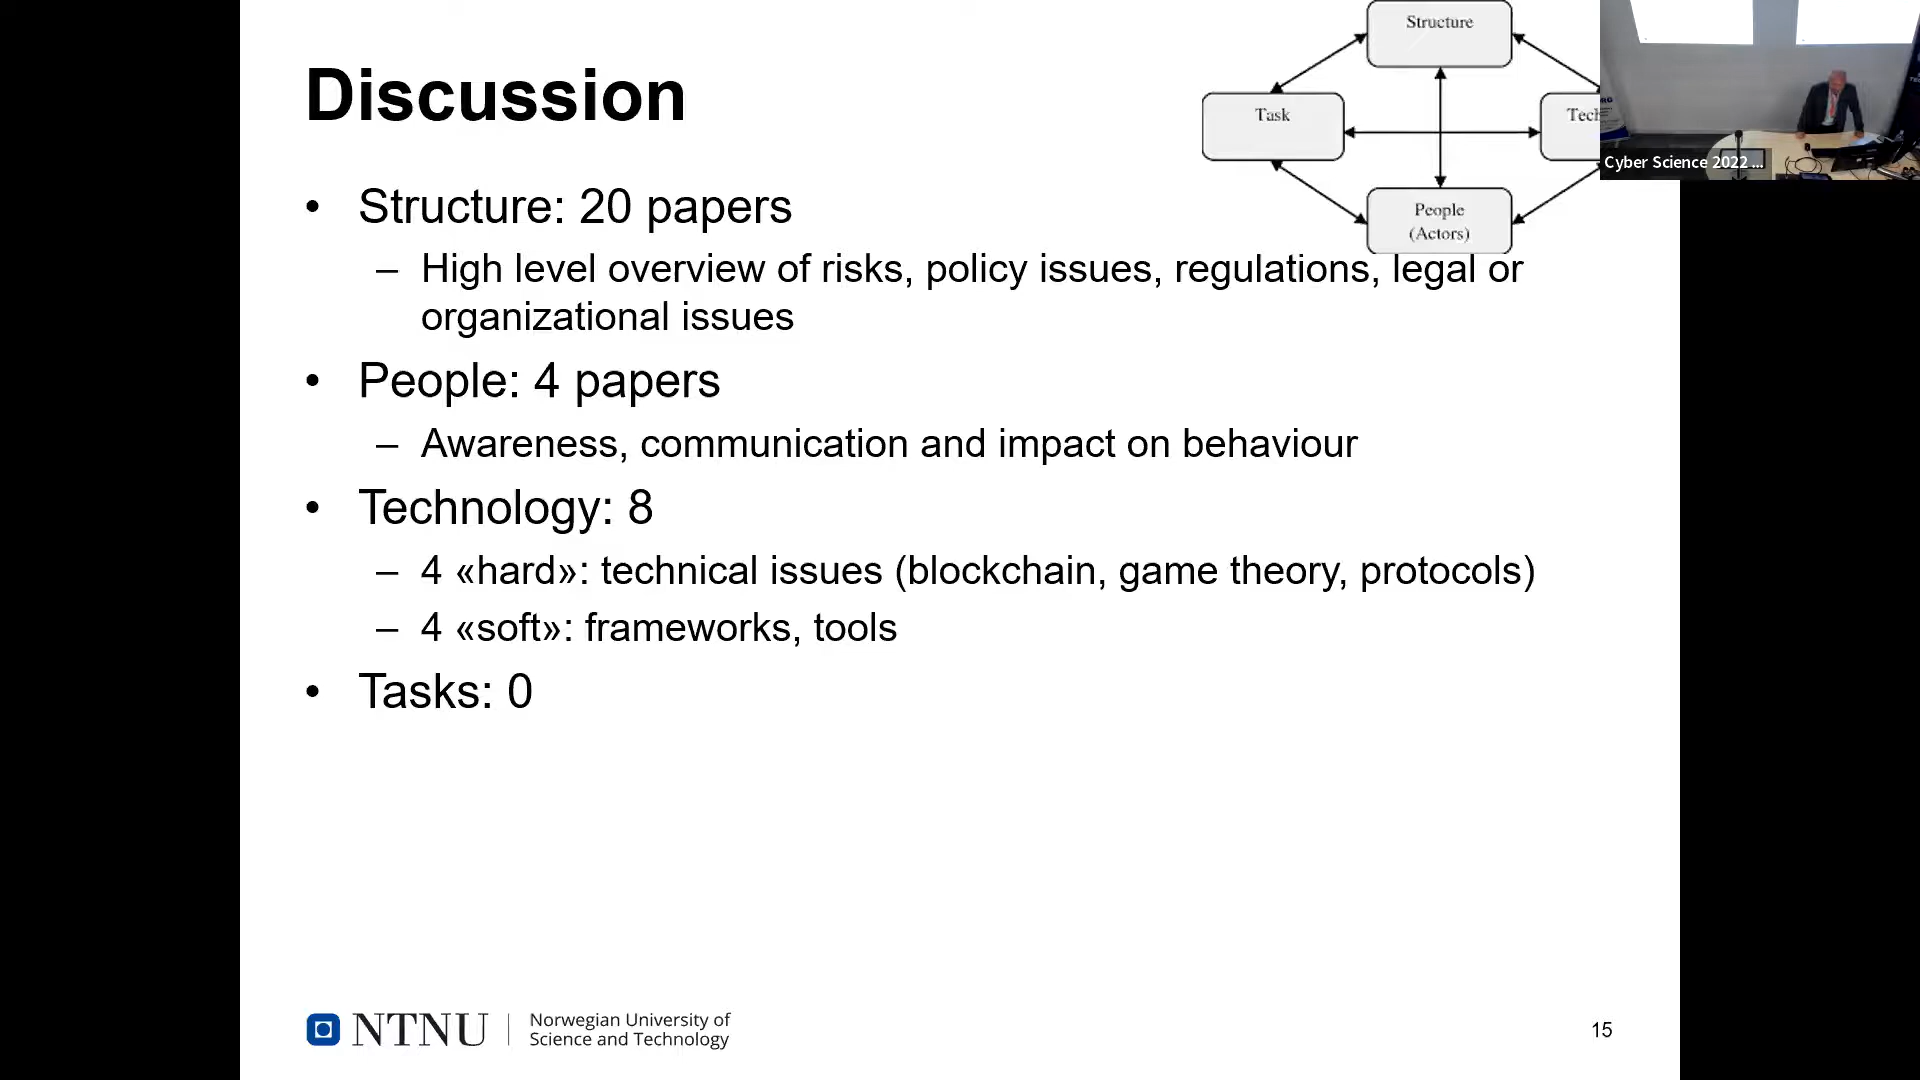 Structure
Discussion
Task
Cyber Science 2022 ...
• Structure: 20 papers
People
(Actors)
– High level overview of risks, policy issues, regulations, legal or
organizational issues
• People: 4 papers
– Awareness, communication and impact on behaviour
• Technology: 8
– 4 «hard»: technical issues (blockchain, game theory, protocols)
– 4 «soft»: frameworks, tools
• Tasks: 0
NTNU
Norwegian University of
Science and Technology
15